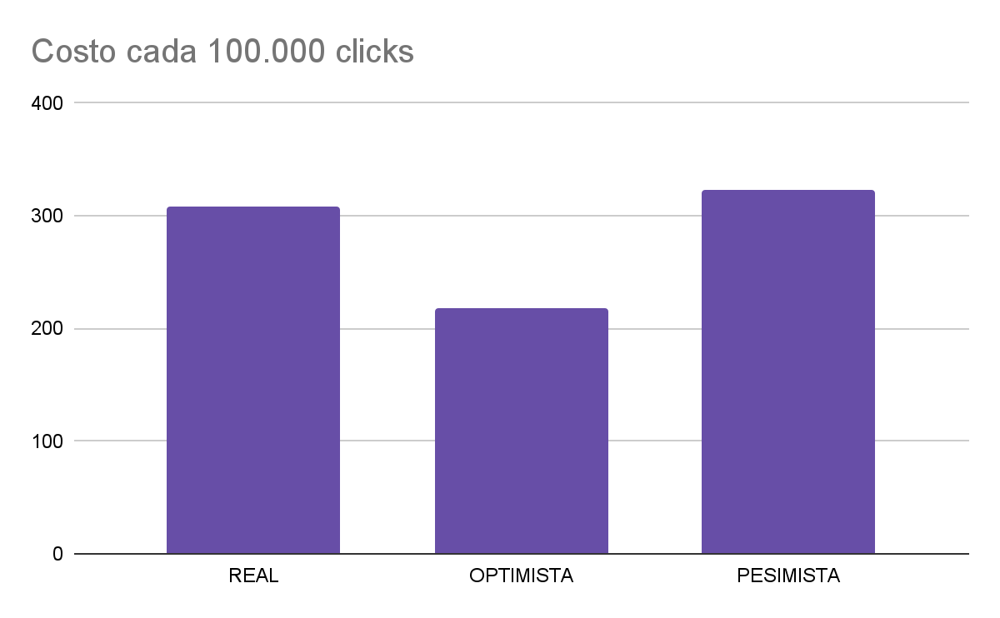 Costo cada 100.000 clicks
400
300
200
100
0
REAL OPTIMISTA PESIMISTA